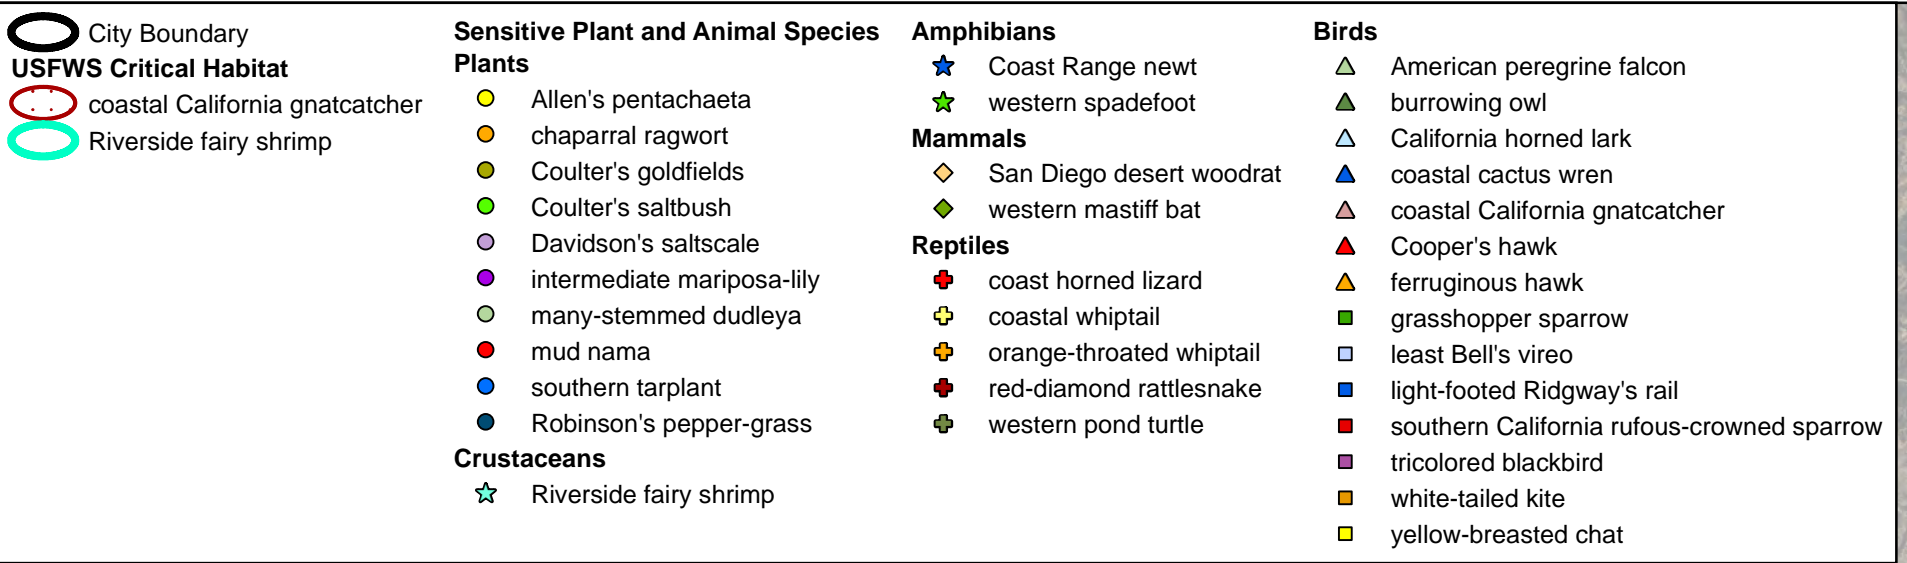 City Boundary
USFWS Critical Habitat
coastal California gnatcatcher
Riverside fairy shrimp
Sensitive Plant and Animal Species
Plants
Allen's pentachaeta
chaparral ragwort
Coulter's goldfields
Coulter's saltbush
Davidson's saltscale
intermediate mariposa-lily
many-stemmed dudleya
mud nama
southern tarplant
Robinson's pepper-grass
Crustaceans
Riverside fairy shrimp
Amphibians
Coast Range newt
western spadefoot
Mammals
San Diego desert woodrat
western mastiff bat
Reptiles
coast horned lizard
coastal whiptail
orange-throated whiptail
red-diamond rattlesnake
western pond turtle
Birds
American peregrine falcon
burrowing owl
California horned lark
coastal cactus wren
coastal California gnatcatcher
Cooper's hawk
ferruginous hawk
grasshopper sparrow
least Bell's vireo
light-footed Ridgway's rail
southern California rufous-crowned sparrow
tricolored blackbird
white-tailed kite
yellow-breasted chat